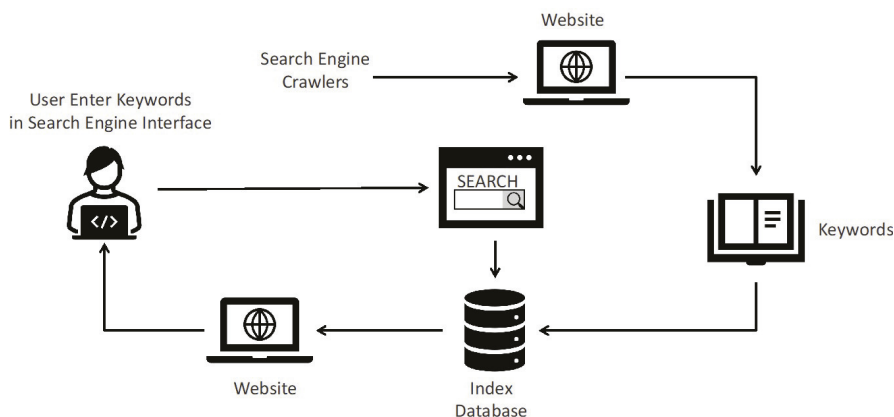 Website
Search Engine
Crawlers
User Enter Keywords
in Search Engine Interface
SEARCH
</>
Keywords
Website
Index
Database